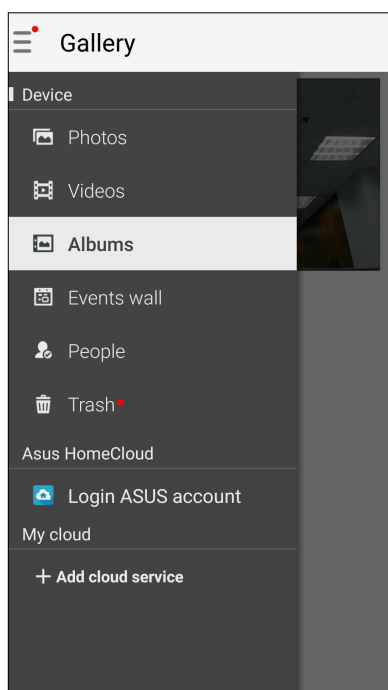 Gallery
Device
Photos
Videos
Albums
Events wall
People
Trash
Asus HomeCloud
Login ASUS account
My cloud
+ Add cloud service